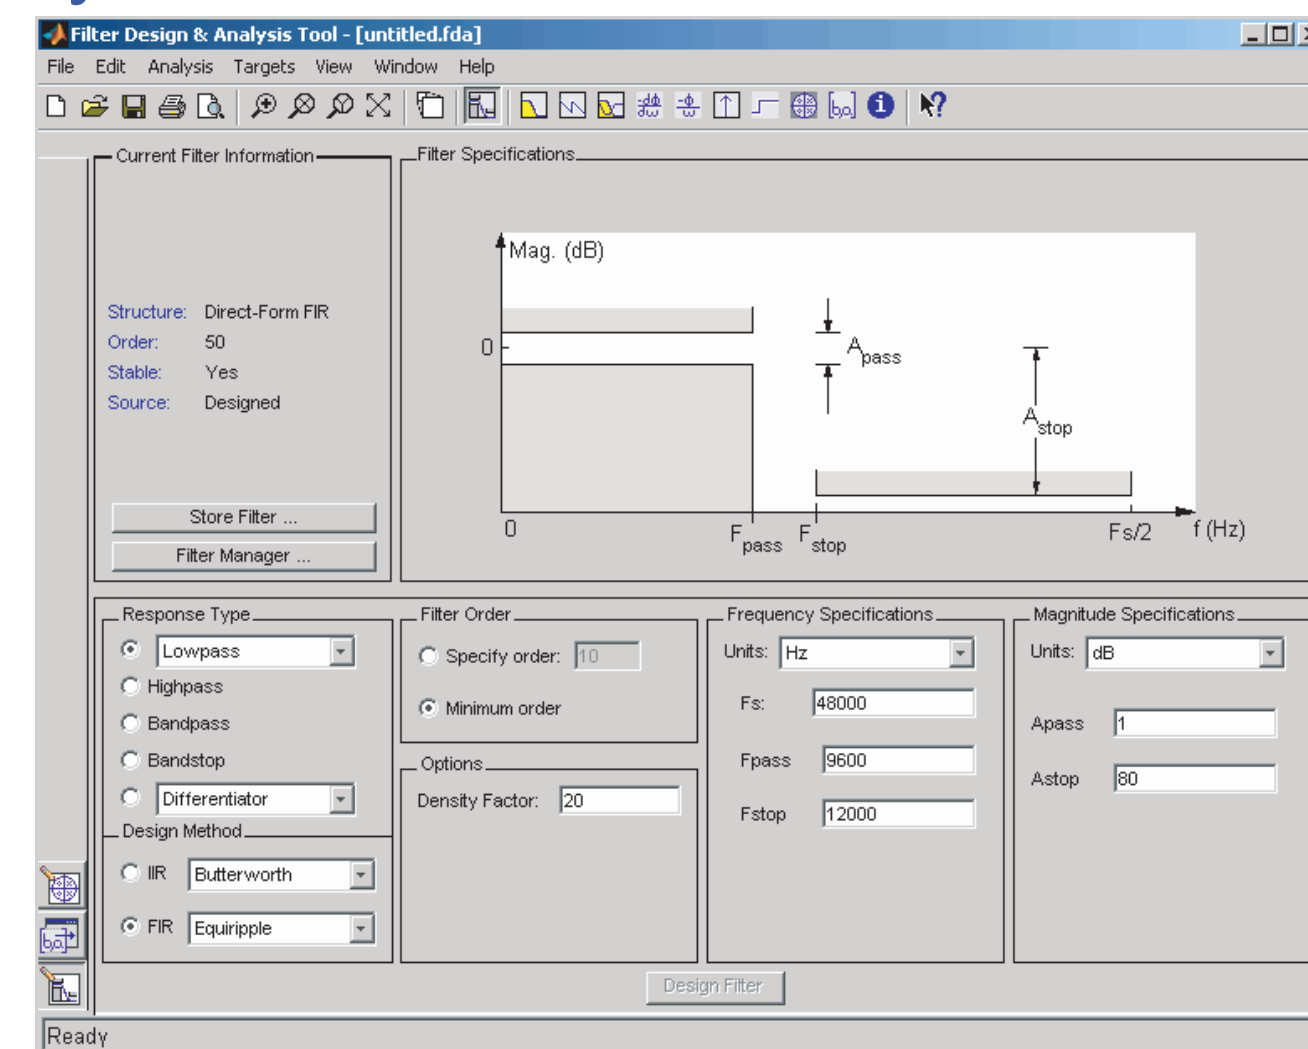 Filter Design & Analysis Tool - [untitled.fda]
File Edit Analysis Targets View Window Help
Current Filter Information
Structure: Direct-Form FIR
Order: 50
Stable: Yes
Source: Designed
Store Filter ...
Filter Manager ...
Filter Specifications
Mag. (dB)
0
Apass
Astop
0
Fpass
Fstop
Fs/2
f (Hz)
Response Type
Lowpass
Highpass
Bandpass
Bandstop
Differentiator
Design Method
IIR Butterworth
FIR Equiripple
Filter Order
Specify order: 10
Minimum order
Options
Density Factor: 20
Frequency Specifications
Units: Hz
Fs: 48000
Fpass 9600
Fstop 12000
Magnitude Specifications
Units: dB
Apass 1
Astop 80
Design Filter
Ready